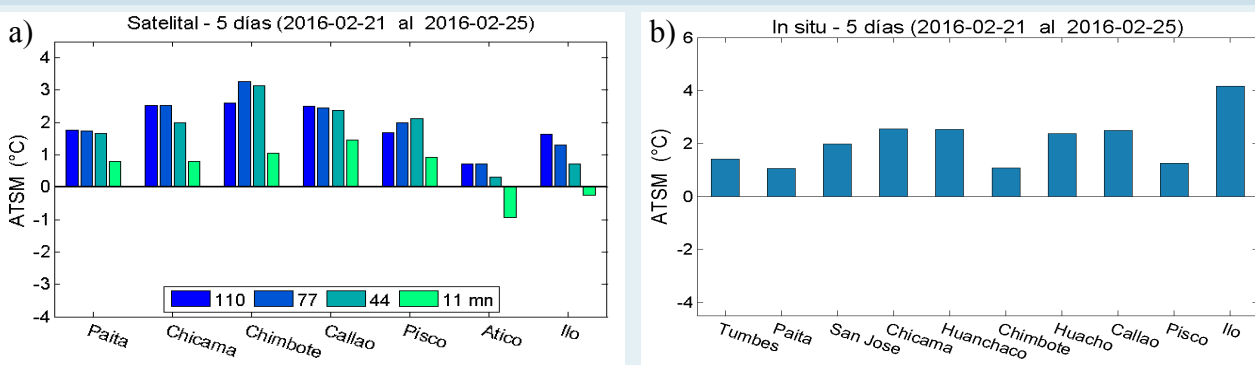 a)
Satelital - 5 días (2016-02-21 al 2016-02-25)
ATSM (°C)
4
3
2
1
0
-1
-2
-3
-4
110 77 44 11 mn
Paita Chicama Chimbote Callao Pisco Atico Ilo
b)
In situ - 5 días (2016-02-21 al 2016-02-25)
ATSM (°C)
6
4
2
0
-2
-4
Tumbes Paita San Jose Chicama Huanchaco Chimbote Huacho Callao Pisco Ilo